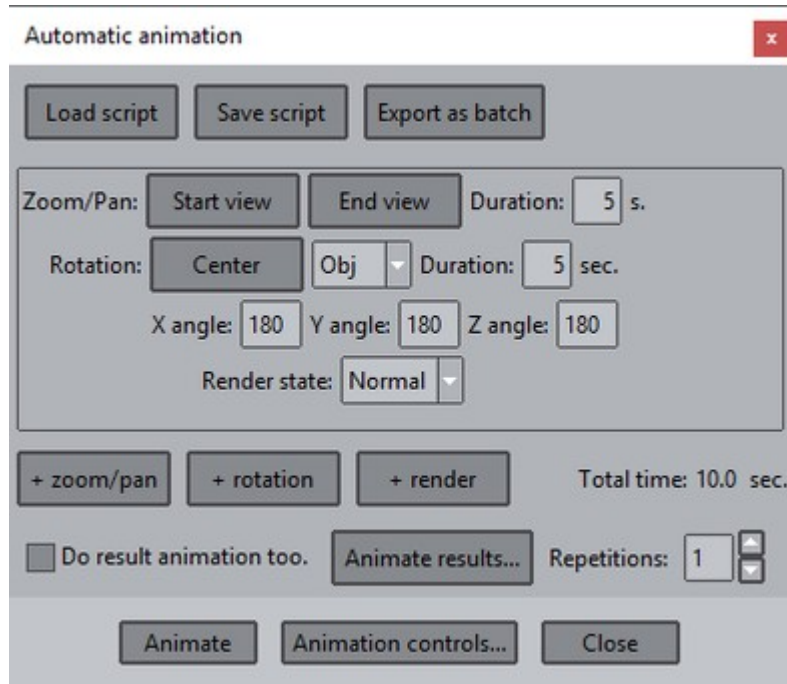 Automatic animation x
Load script Save script Export as batch
Zoom/Pan: Start view End view Duration: 5 s.
Rotation: Center Obj Duration: 5 sec.
X angle: 180 Y angle: 180 Z angle: 180
Render state: Normal
+ zoom/pan + rotation + render Total time: 10.0 sec.
Do result animation too. Animate results... Repetitions: 1
Animate Animation controls... Close